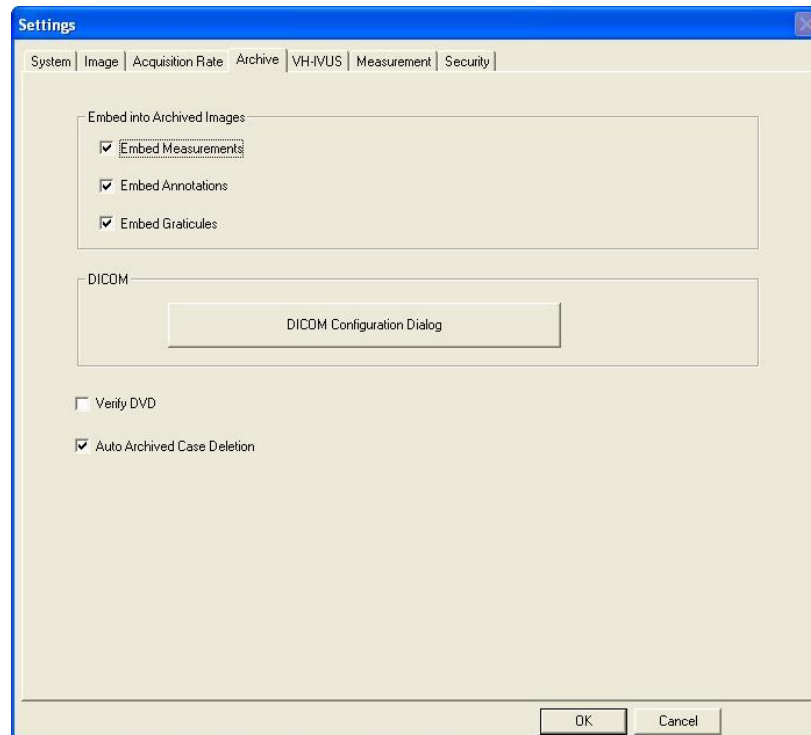 Settings
System Image Acquisition Rate Archive VH-IVUS Measurement Security
Embed into Archived Images
Embed Measurements
Embed Annotations
Embed Graticules
DICOM
DICOM Configuration Dialog
Verify DVD
Auto Archived Case Deletion
OK Cancel